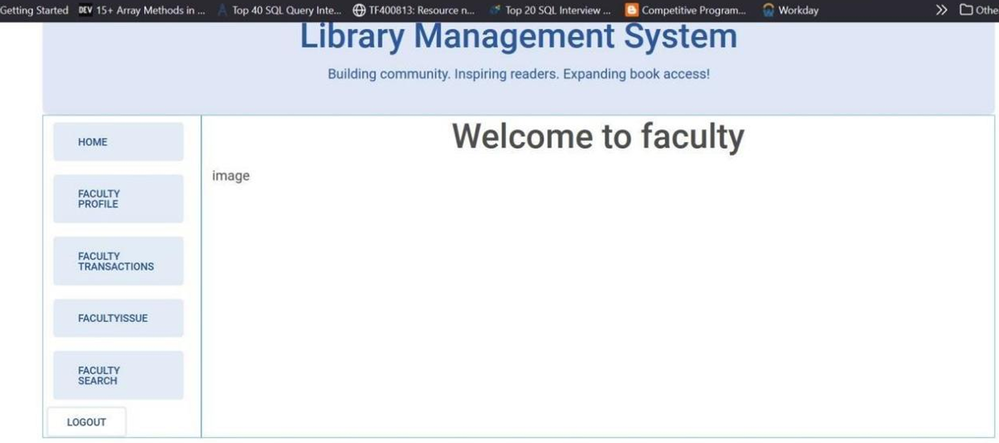 Getting Started DEV 15+ Array Methods in ... Top 40 SQL Query Inte... TF400813: Resource n... Top 20 SQL Interview ... Competitive Program... Workday Othe
Library Management System
Building community. Inspiring readers. Expanding book access!
HOME
FACULTY
PROFILE
FACULTY
TRANSACTIONS
FACULTYISSUE
FACULTY
SEARCH
LOGOUT
Welcome to faculty
image